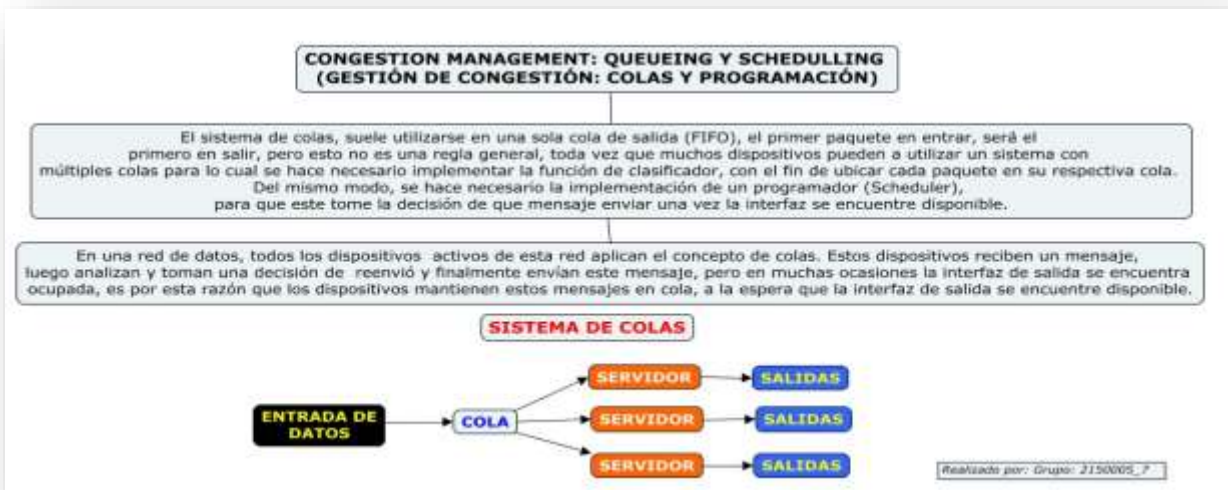 CONGESTION MANAGEMENT: QUEUEING Y SCHEDULLING
(GESTIÓN DE CONGESTIÓN: COLAS Y PROGRAMACIÓN)
El sistema de colas, suele utilizarse en una sola cola de salida (FIFO), el primer paquete en entrar, será el
primero en salir, pero esto no es una regla general, toda vez que muchos dispositivos pueden a utilizar un sistema con
múltiples colas para lo cual se hace necesario implementar la función de clasificador, con el fin de ubicar cada paquete en su respectiva cola.
Del mismo modo, se hace necesario la implementación de un programador (Scheduler),
para que este tome la decisión de que mensaje enviar una vez la interfaz se encuentre disponible.
En una red de datos, todos los dispositivos activos de esta red aplican el concepto de colas. Estos dispositivos reciben un mensaje,
luego analizan y toman una decisión de reenvió y finalmente envían este mensaje, pero en muchas ocasiones la interfaz de salida se encuentra
ocupada, es por esta razón que los dispositivos mantienen estos mensajes en cola, a la espera que la interfaz de salida se encuentre disponible.
SISTEMA DE COLAS
SERVIDOR SALIDAS
ENTRADA DE
DATOS
COLA
SERVIDOR SALIDAS
SERVIDOR SALIDAS
Realizado por: Grupo: 2150005_7